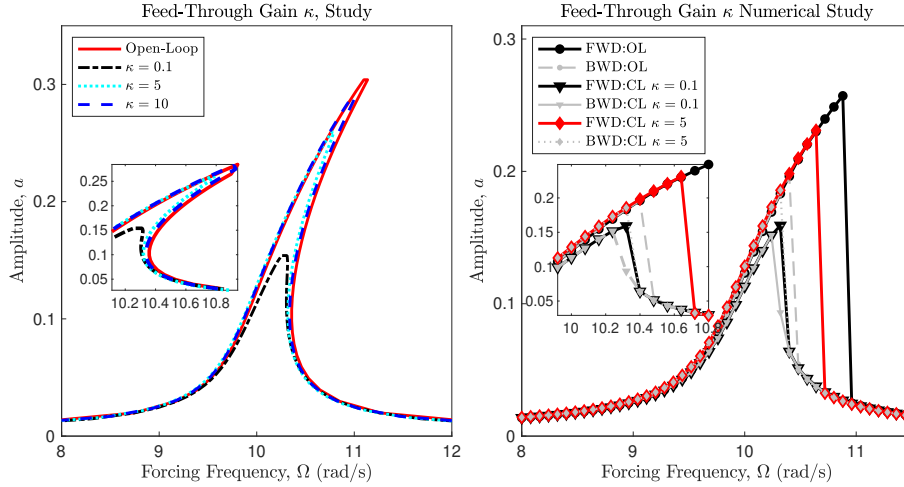 Feed-Through Gain κ, Study
Open-Loop
κ = 0.1
κ = 5
κ = 10
0.3
0.2
0.1
0
Amplitude, a
0.25
0.2
0.15
0.1
0.05
10.2 10.4 10.6 10.8
8 9 10 11 12
Forcing Frequency, Ω (rad/s)
Feed-Through Gain κ Numerical Study
FWD:OL
BWD:OL
FWD:CL κ = 0.1
BWD:CL κ = 0.1
FWD:CL κ = 5
BWD:CL κ = 5
0.3
0.2
0.1
0
Amplitude, a
0.2
0.15
0.1
-0.05
10 10.2 10.4 10.6 10.8
8 9 10 11
Forcing Frequency, Ω (rad/s)